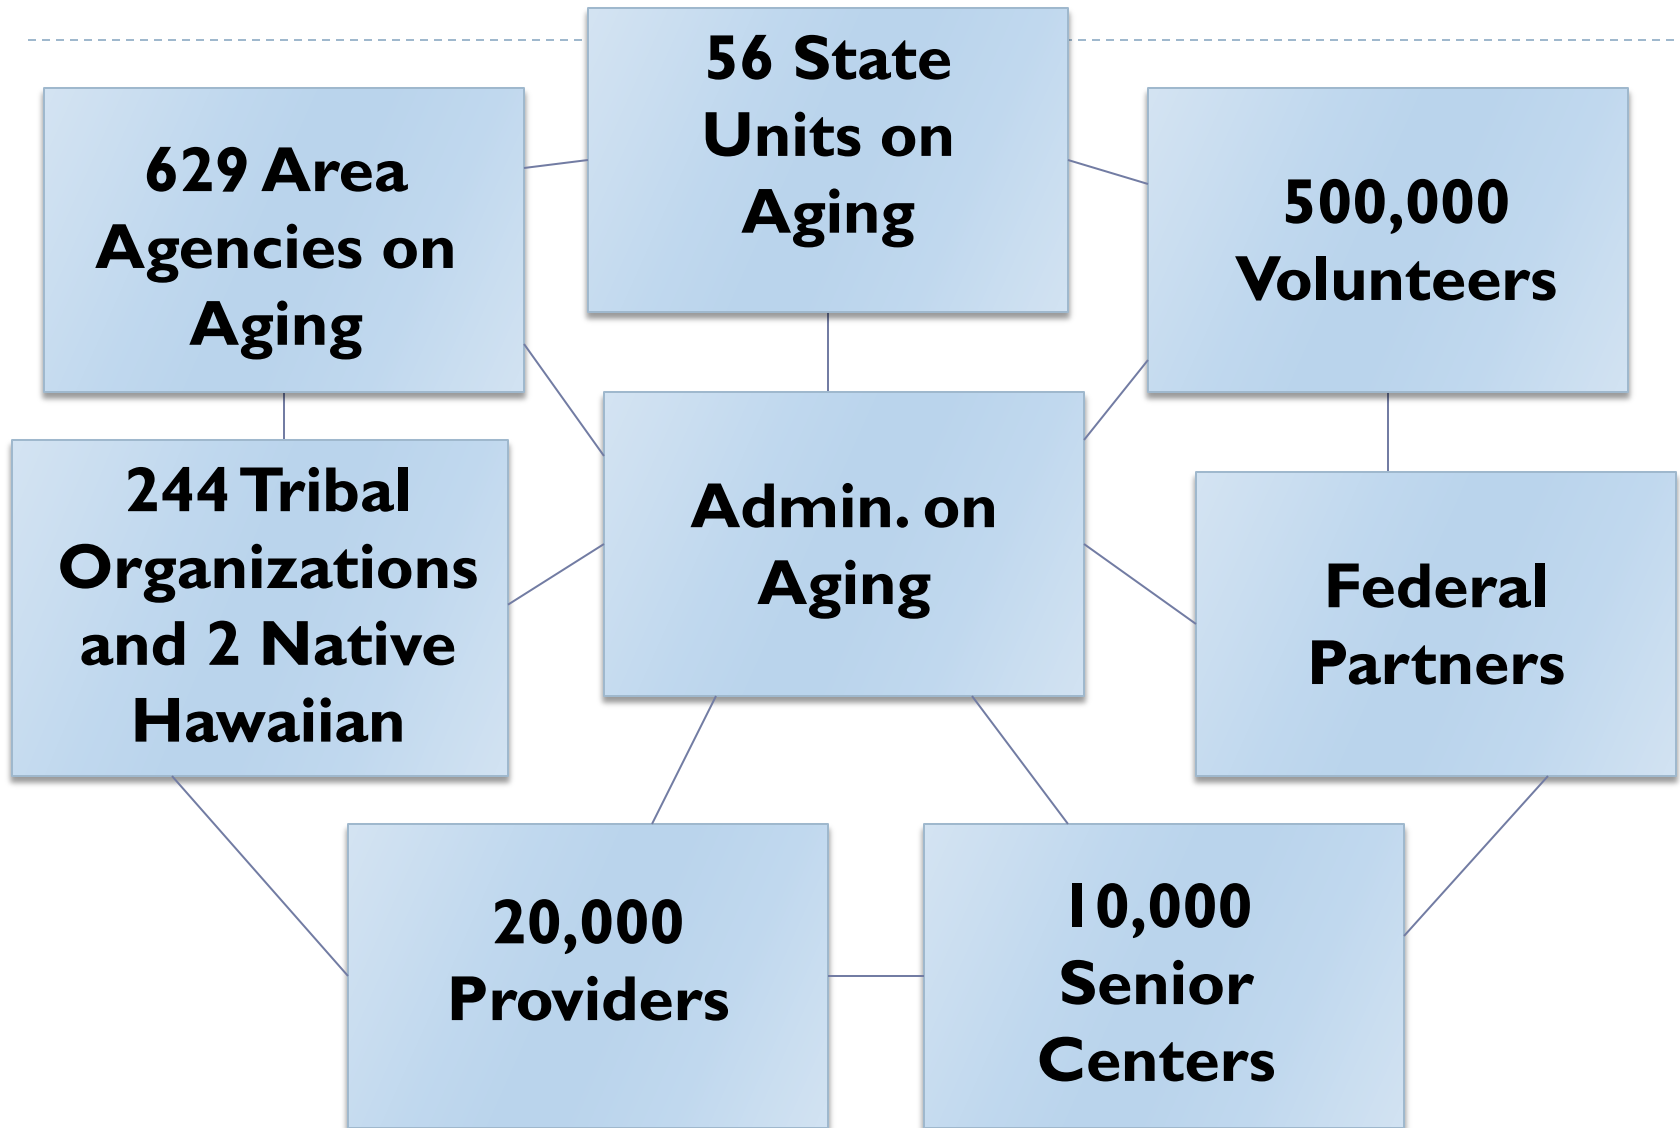 56 State
Units on
Aging
629 Area
Agencies on
Aging
500,000
Volunteers
244 Tribal
Organizations
and 2 Native
Hawaiian
Admin. on
Aging
Federal
Partners
20,000
Providers
10,000
Senior
Centers